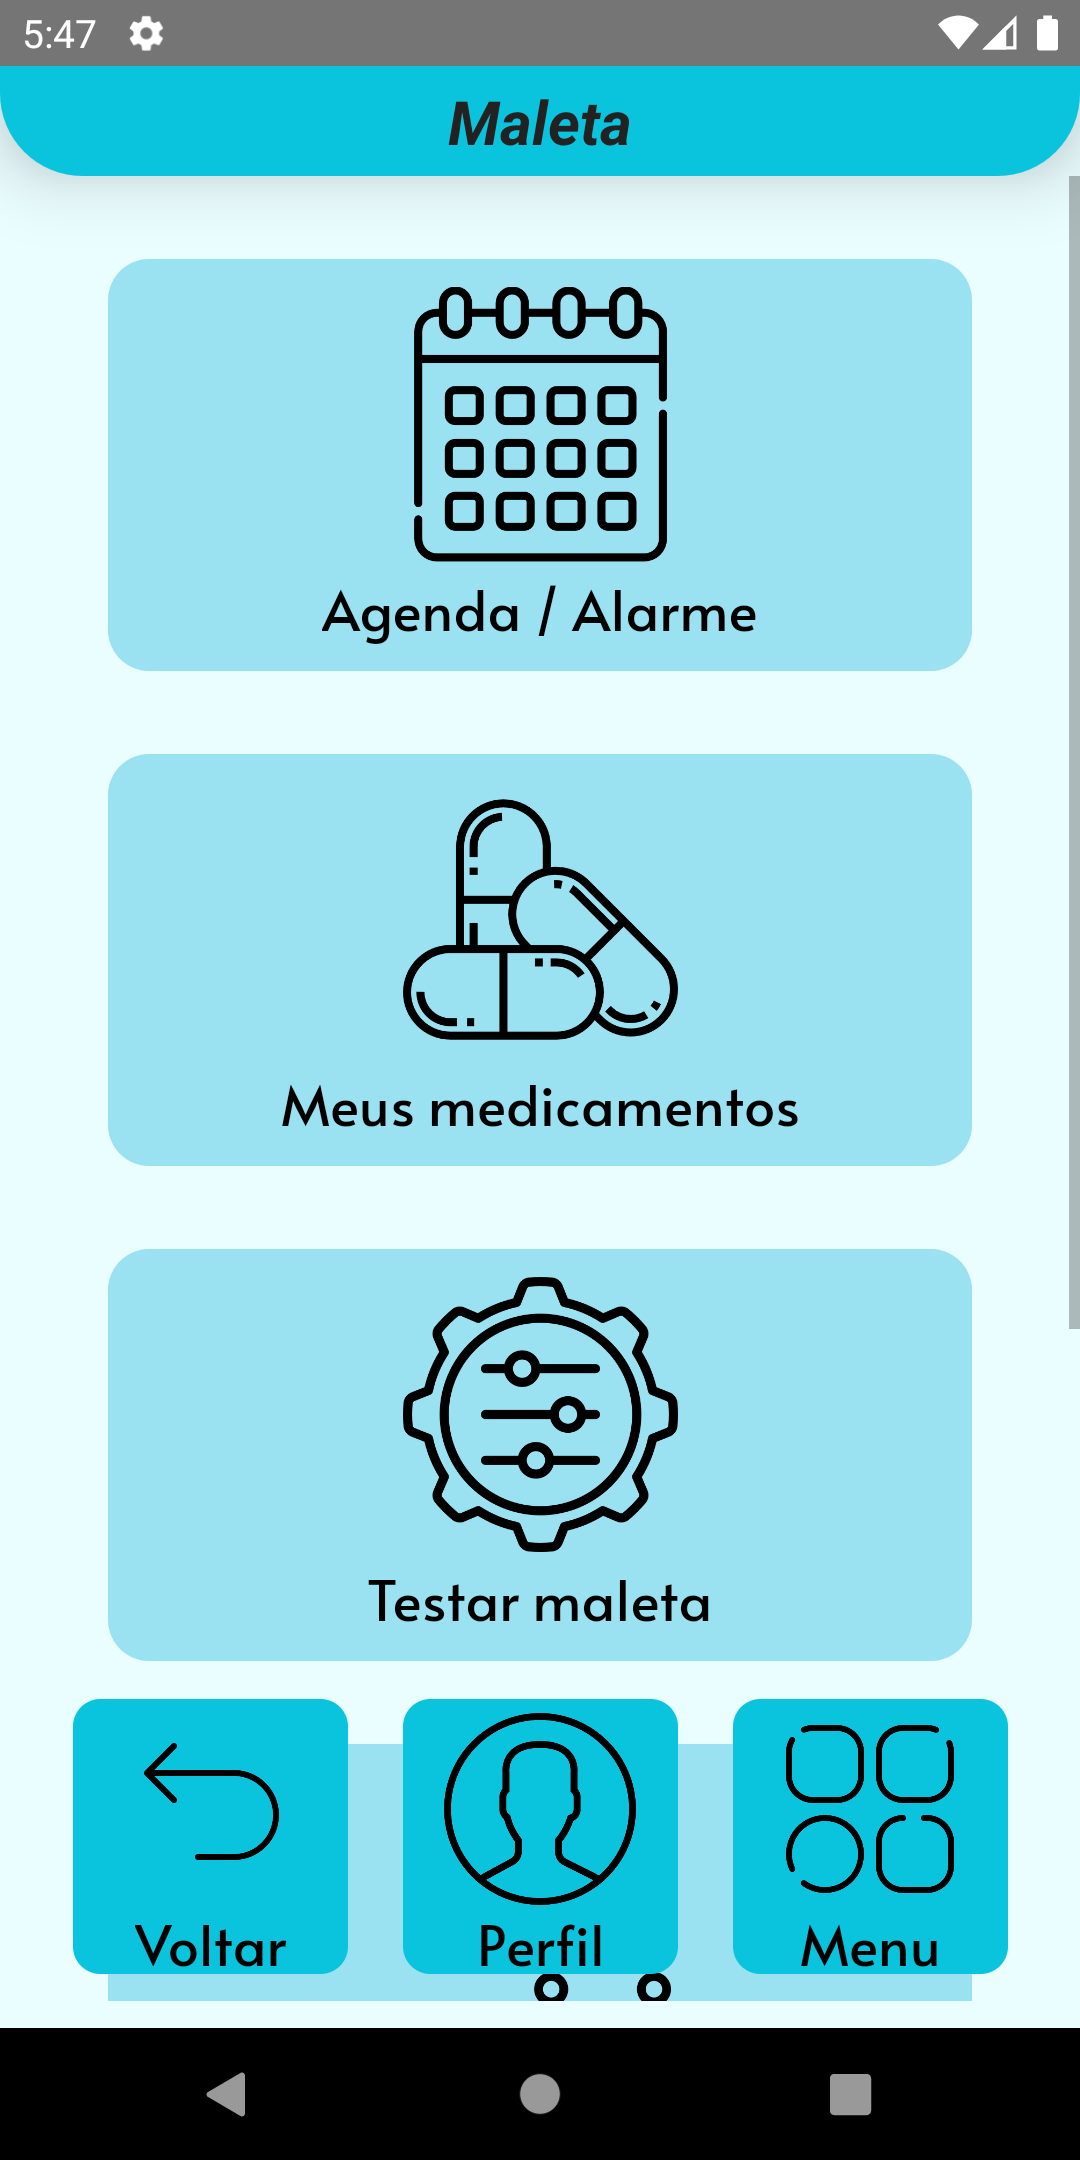 5:47
Maleta
Agenda / Alarme
Meus medicamentos
Testar maleta
Voltar
Perfil
Menu